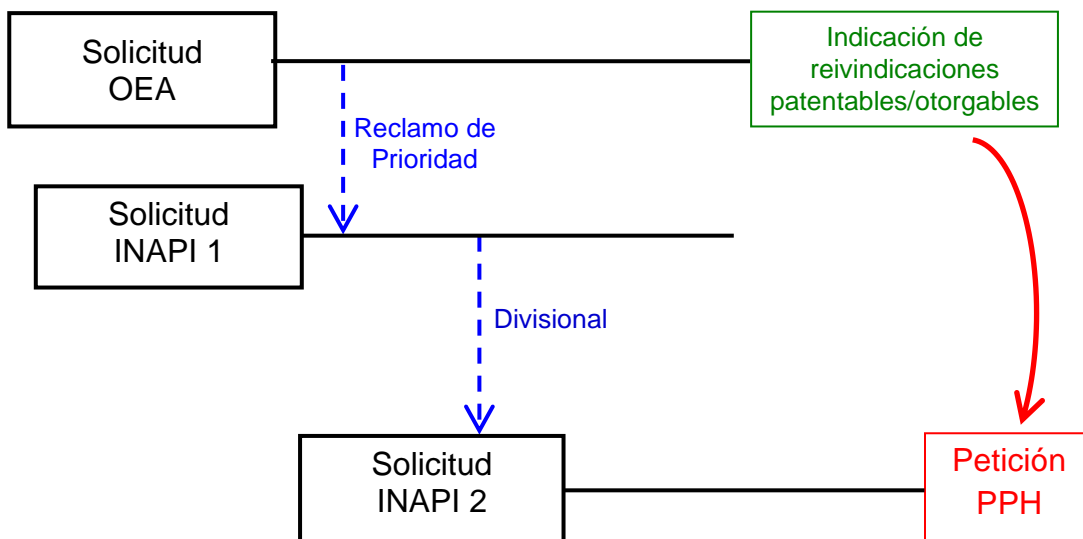 Solicitud
OEA
Indicación de
reivindicaciones
patentables/otorgables
Reclamo de
Prioridad
Solicitud
INAPI 1
Divisional
Solicitud
INAPI 2
Petición
PPH